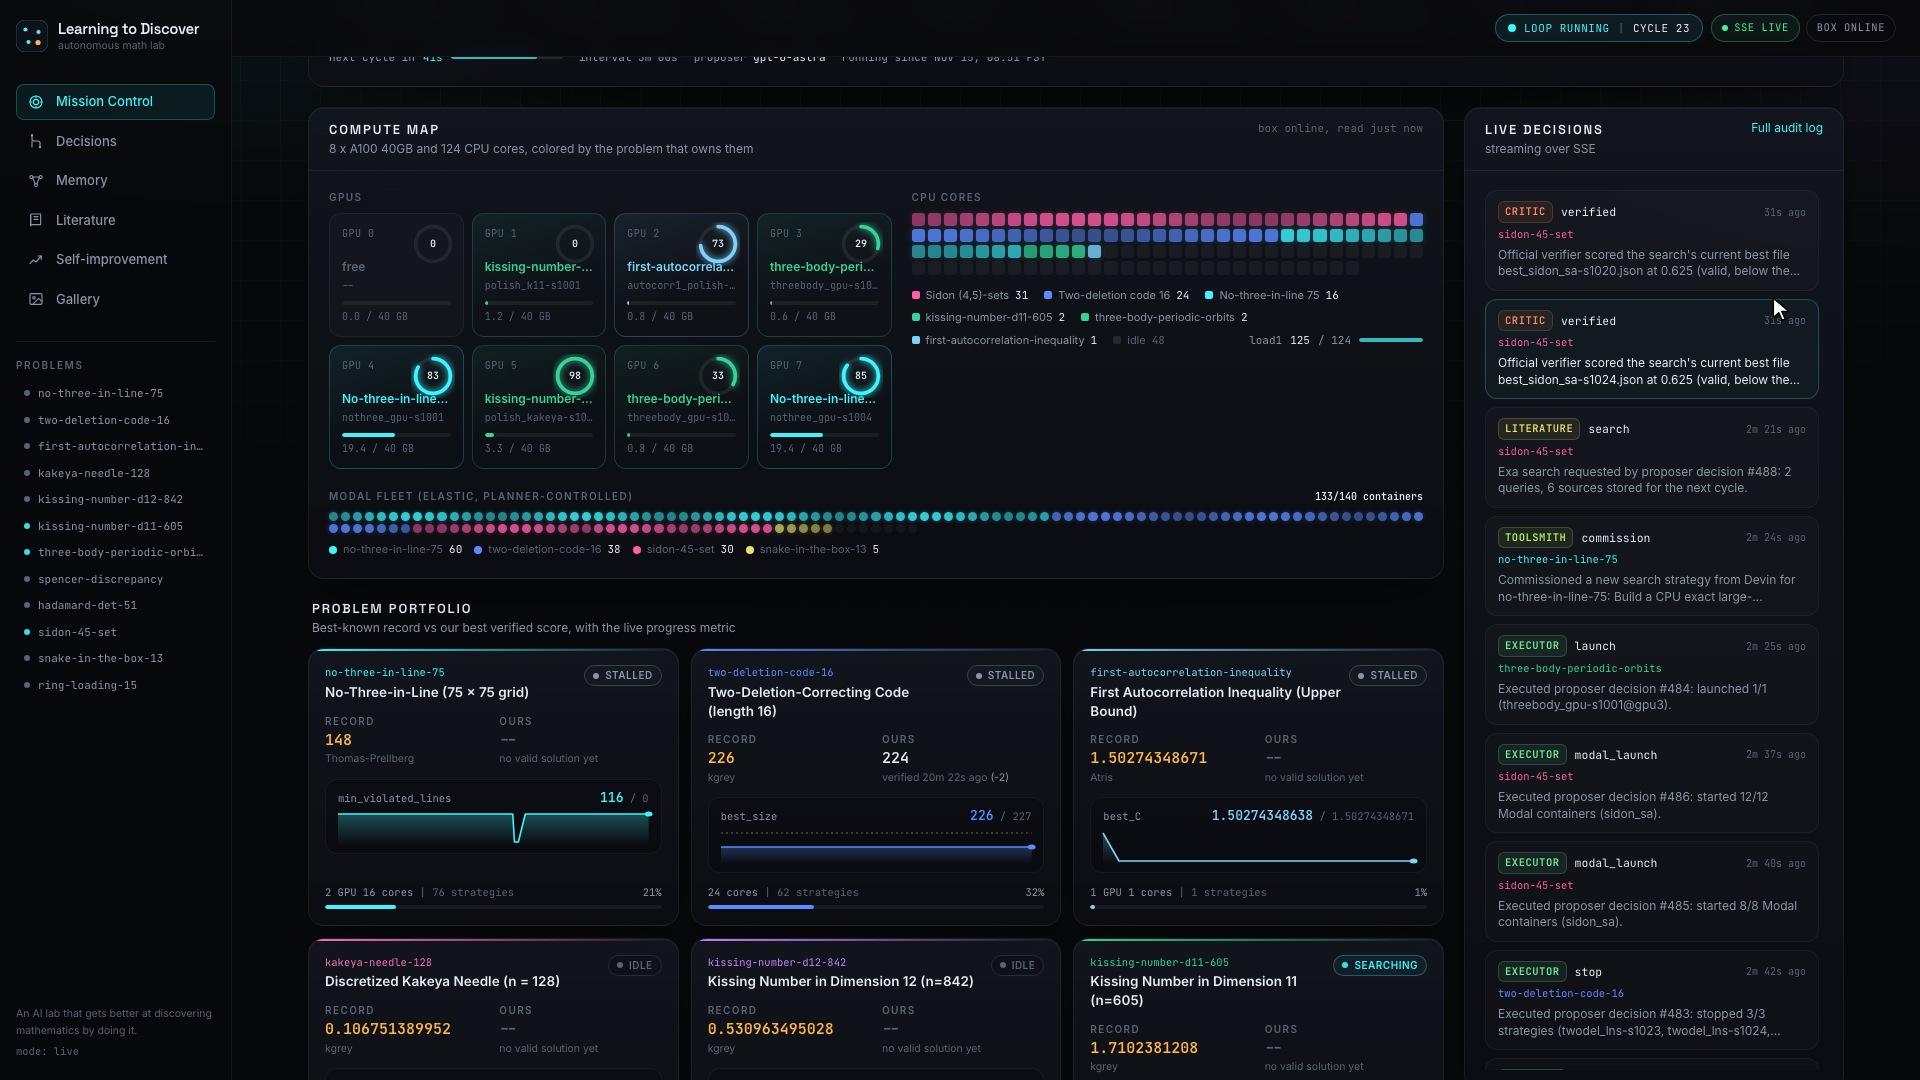 Learning to Discover
autonomous math lab
LOOP RUNNING | CYCLE 23
SSE LIVE
BOX ONLINE
Mission Control
Decisions
Memory
Literature
Self-improvement
Gallery
PROBLEMS
no-three-in-line-75
two-deletion-code-16
first-autocorrelation-in…
kakeya-needle-128
kissing-number-d12-842
kissing-number-d11-605
three-body-periodic-orbi…
spencer-discrepancy
hadamard-det-51
sidon-45-set
snake-in-the-box-13
ring-loading-15
An AI lab that gets better at discovering
mathematics by doing it.
mode: live
next cycle in 41s interval 3m 00s proposer gpt-6-astra running since NOV 15, 08:51 PST
COMPUTE MAP
box online, read just now
8 x A100 40GB and 124 CPU cores, colored by the problem that owns them
GPUS
GPU 0
0
free
--
0.0 / 40 GB
GPU 1
0
kissing-number-…
polish_k11-s1001
1.2 / 40 GB
GPU 2
73
first-autocorrela…
autocorr1_polish-…
0.8 / 40 GB
GPU 3
29
three-body-peri…
threebody_gpu-s10…
0.6 / 40 GB
GPU 4
83
No-three-in-line…
nothree_gpu-s1001
19.4 / 40 GB
GPU 5
98
kissing-number-…
polish_kakeya-s10…
3.3 / 40 GB
GPU 6
33
three-body-peri…
threebody_gpu-s10…
0.8 / 40 GB
GPU 7
85
No-three-in-line…
nothree_gpu-s1004
19.4 / 40 GB
CPU CORES
Sidon (4,5)-sets 31
Two-deletion code 16 24
No-three-in-line 75 16
kissing-number-d11-605 2
three-body-periodic-orbits 2
first-autocorrelation-inequality 1
idle 48
load1 125 / 124
MODAL FLEET (ELASTIC, PLANNER-CONTROLLED)
133/140 containers
no-three-in-line-75 60
two-deletion-code-16 38
sidon-45-set 30
snake-in-the-box-13 5
PROBLEM PORTFOLIO
Best-known record vs our best verified score, with the live progress metric
no-three-in-line-75
STALLED
No-Three-in-Line (75 × 75 grid)
RECORD
OURS
148
--
Thomas-Prellberg
no valid solution yet
min_violated_lines
116 / 0
2 GPU 16 cores | 76 strategies
21%
two-deletion-code-16
STALLED
Two-Deletion-Correcting Code
(length 16)
RECORD
OURS
226
224
kgrey
verified 20m 22s ago (-2)
best_size
226 / 227
24 cores | 62 strategies
32%
first-autocorrelation-inequality
STALLED
First Autocorrelation Inequality (Upper
Bound)
RECORD
OURS
1.50274348671
--
Atris
no valid solution yet
best_C
1.50274348638 / 1.50274348671
1 GPU 1 cores | 1 strategies
1%
kakeya-needle-128
IDLE
Discretized Kakeya Needle (n = 128)
RECORD
OURS
0.106751389952
--
kgrey
no valid solution yet
kissing-number-d12-842
IDLE
Kissing Number in Dimension 12 (n=842)
RECORD
OURS
0.530963495028
--
kgrey
no valid solution yet
kissing-number-d11-605
SEARCHING
Kissing Number in Dimension 11
(n=605)
RECORD
OURS
1.7102381208
--
kgrey
no valid solution yet
LIVE DECISIONS
Full audit log
streaming over SSE
CRITIC verified
31s ago
sidon-45-set
Official verifier scored the search's current best file
best_sidon_sa-s1020.json at 0.625 (valid, below the…
CRITIC verified
31s ago
sidon-45-set
Official verifier scored the search's current best file
best_sidon_sa-s1024.json at 0.625 (valid, below the…
LITERATURE search
2m 21s ago
sidon-45-set
Exa search requested by proposer decision #488: 2
queries, 6 sources stored for the next cycle.
TOOLSMITH commission
2m 24s ago
no-three-in-line-75
Commissioned a new search strategy from Devin for
no-three-in-line-75: Build a CPU exact large-…
EXECUTOR launch
2m 25s ago
three-body-periodic-orbits
Executed proposer decision #484: launched 1/1
(threebody_gpu-s1001@gpu3).
EXECUTOR modal_launch
2m 37s ago
sidon-45-set
Executed proposer decision #486: started 12/12
Modal containers (sidon_sa).
EXECUTOR modal_launch
2m 40s ago
sidon-45-set
Executed proposer decision #485: started 8/8 Modal
containers (sidon_sa).
EXECUTOR stop
2m 42s ago
two-deletion-code-16
Executed proposer decision #483: stopped 3/3
strategies (twodel_lns-s1023, twodel_lns-s1024,…